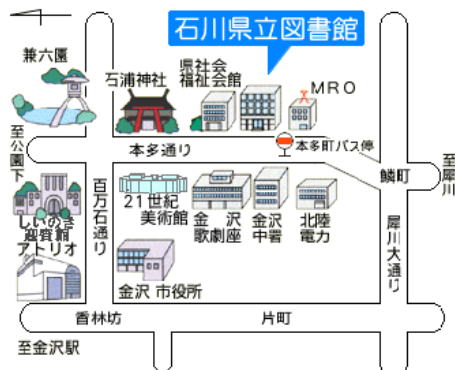 石川県立図書館
兼六園
石浦神社
県社会
福祉会館
MRO
至公園下
本多通り
本多町バス停
至犀川
鱗町
百万石通り
21世紀
美術館
金沢
歌劇座
金沢
中署
北陸
電力
犀川大通り
しいのき
迎賓館
アトリオ
金沢市役所
香林坊
片町
至金沢駅